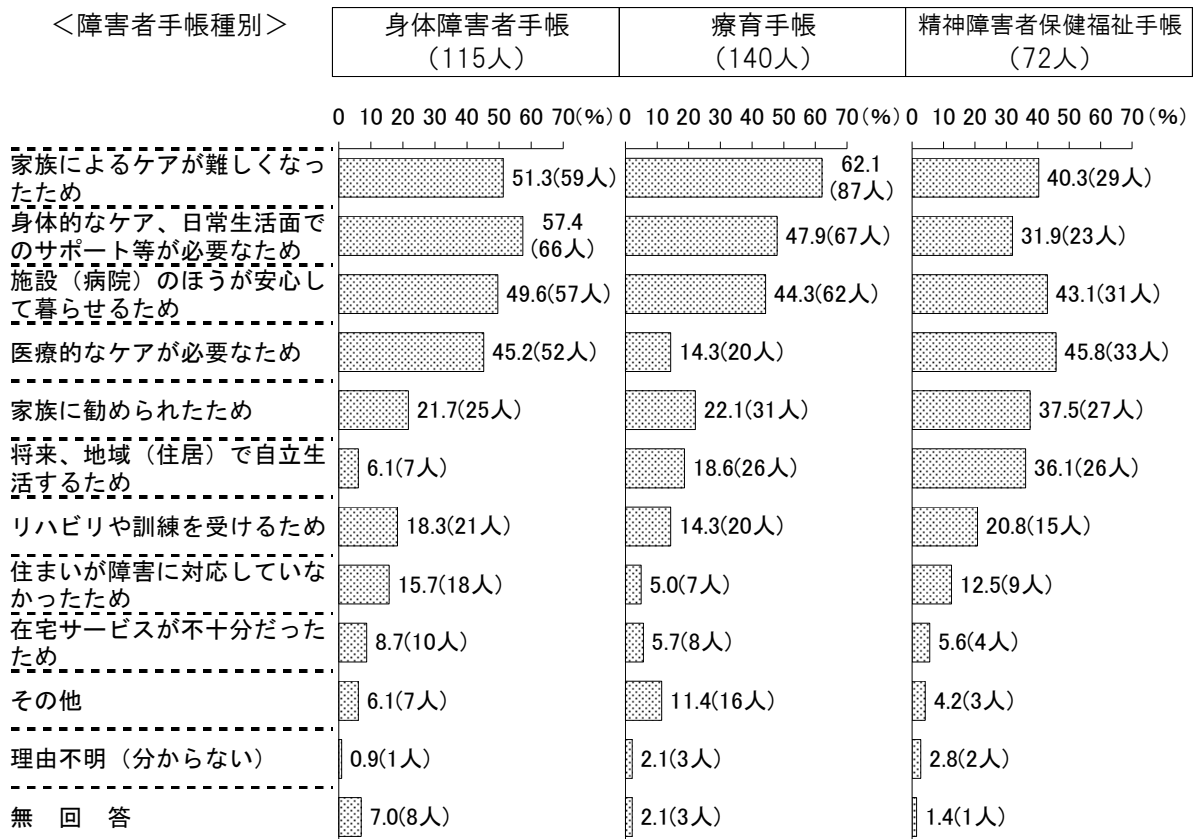 ＜障害者手帳種別＞
身体障害者手帳
（115人）
療育手帳
（140人）
精神障害者保健福祉手帳
（72人）
0 10 20 30 40 50 60 70(%)
0 10 20 30 40 50 60 70(%)
0 10 20 30 40 50 60 70(%)
家族によるケアが難しくなっ
たため
51.3(59人)
62.1
(87人)
40.3(29人)
身体的なケア、日常生活面で
のサポート等が必要なため
57.4
(66人)
47.9(67人)
31.9(23人)
施設（病院）のほうが安心し
て暮らせるため
49.6(57人)
44.3(62人)
43.1(31人)
医療的なケアが必要なため
45.2(52人)
14.3(20人)
45.8(33人)
家族に勧められたため
21.7(25人)
22.1(31人)
37.5(27人)
将来、地域（住居）で自立生
活するため
6.1(7人)
18.6(26人)
36.1(26人)
リハビリや訓練を受けるため
18.3(21人)
14.3(20人)
20.8(15人)
住まいが障害に対応していな
かったため
15.7(18人)
5.0(7人)
12.5(9人)
在宅サービスが不十分だった
ため
8.7(10人)
5.7(8人)
5.6(4人)
その他
6.1(7人)
11.4(16人)
4.2(3人)
理由不明（分からない）
0.9(1人)
2.1(3人)
2.8(2人)
無　回　答
7.0(8人)
2.1(3人)
1.4(1人)